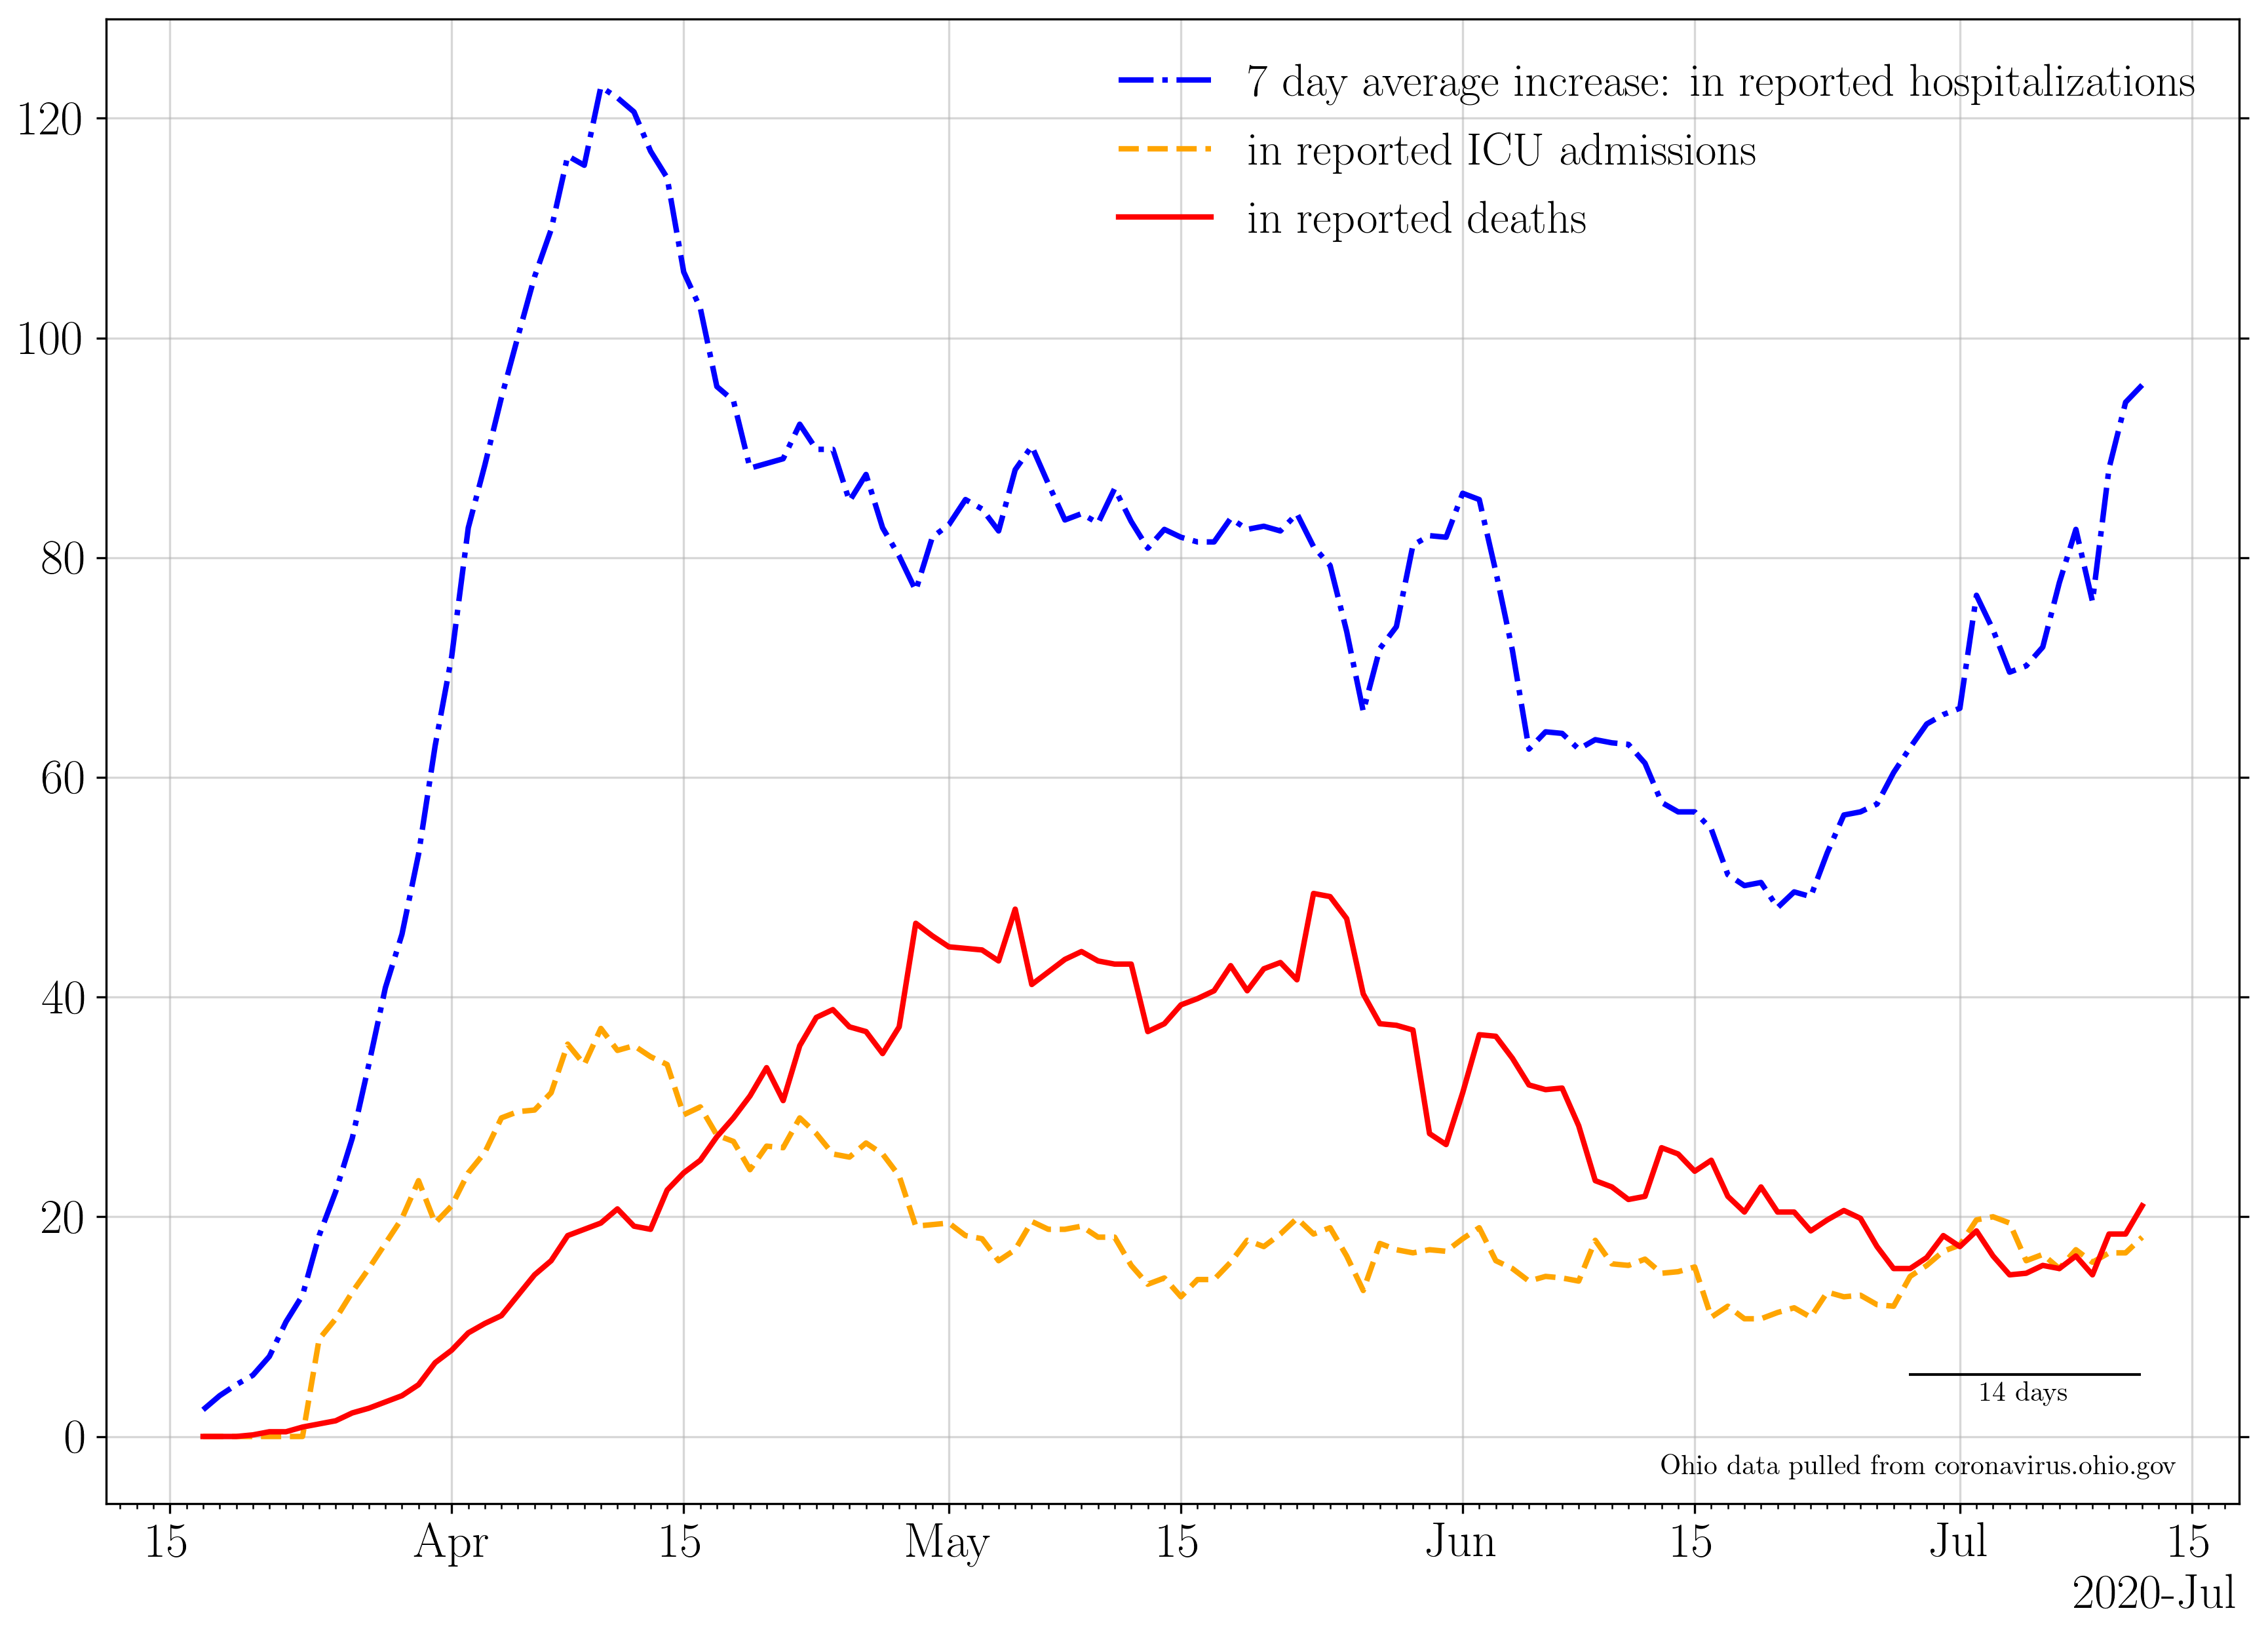 7 day average increase: in reported hospitalizations
in reported ICU admissions
in reported deaths
120
100
80
60
40
20
0
14 days
Ohio data pulled from coronavirus.ohio.gov
15 Apr 15 May 15 Jun 15 Jul 15
2020-Jul